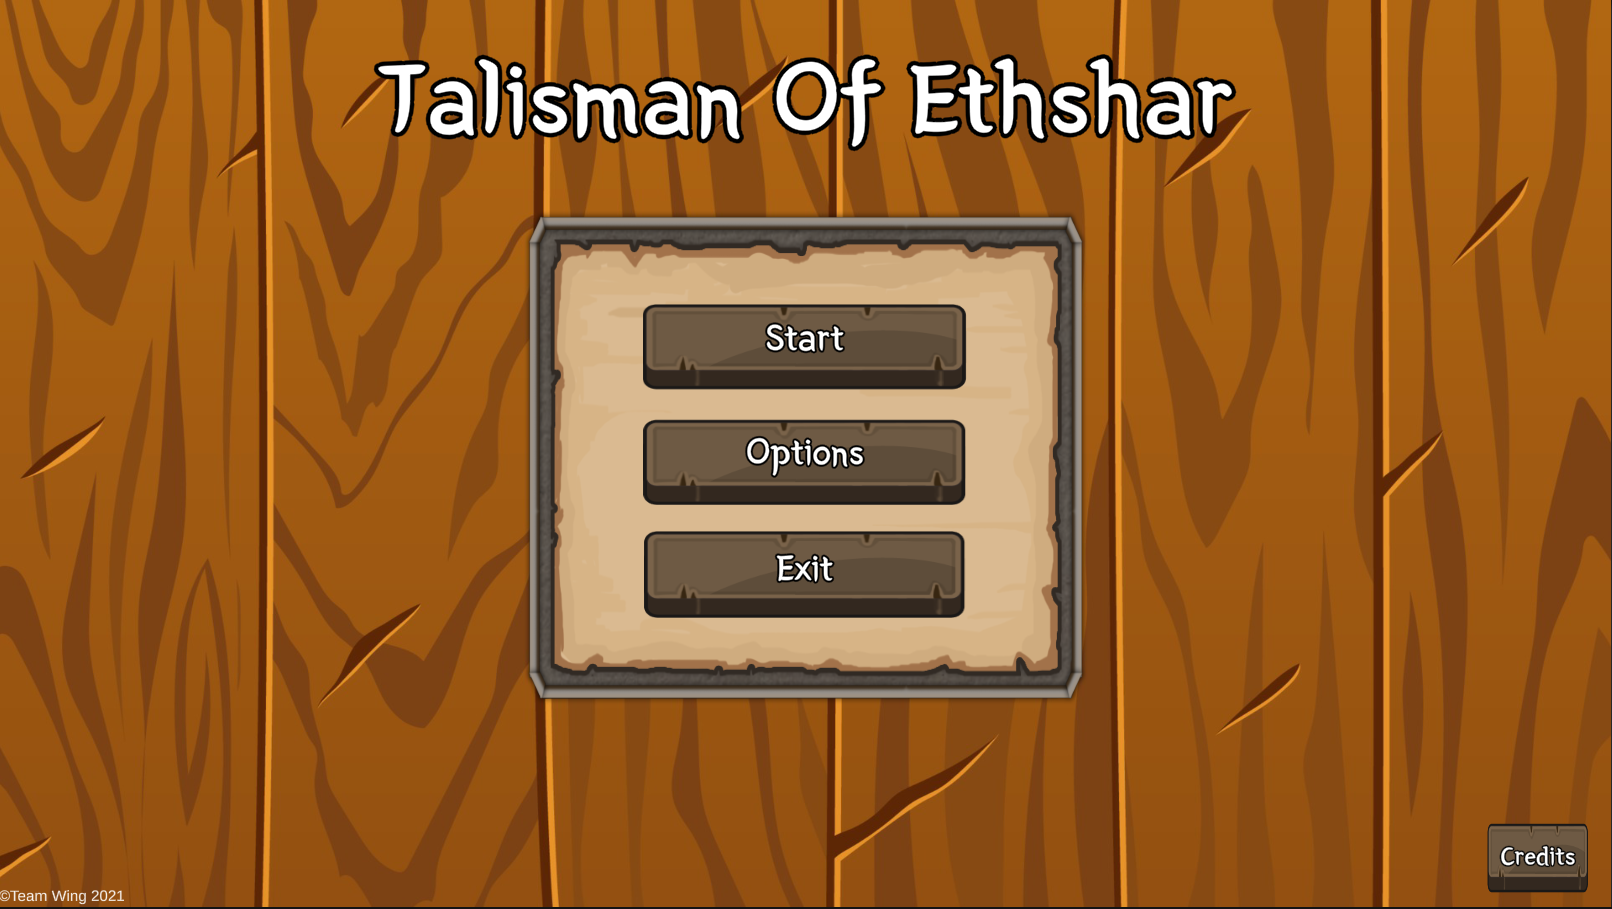 Talisman Of Ethshar
Start
Options
Exit
Credits
©Team Wing 2021